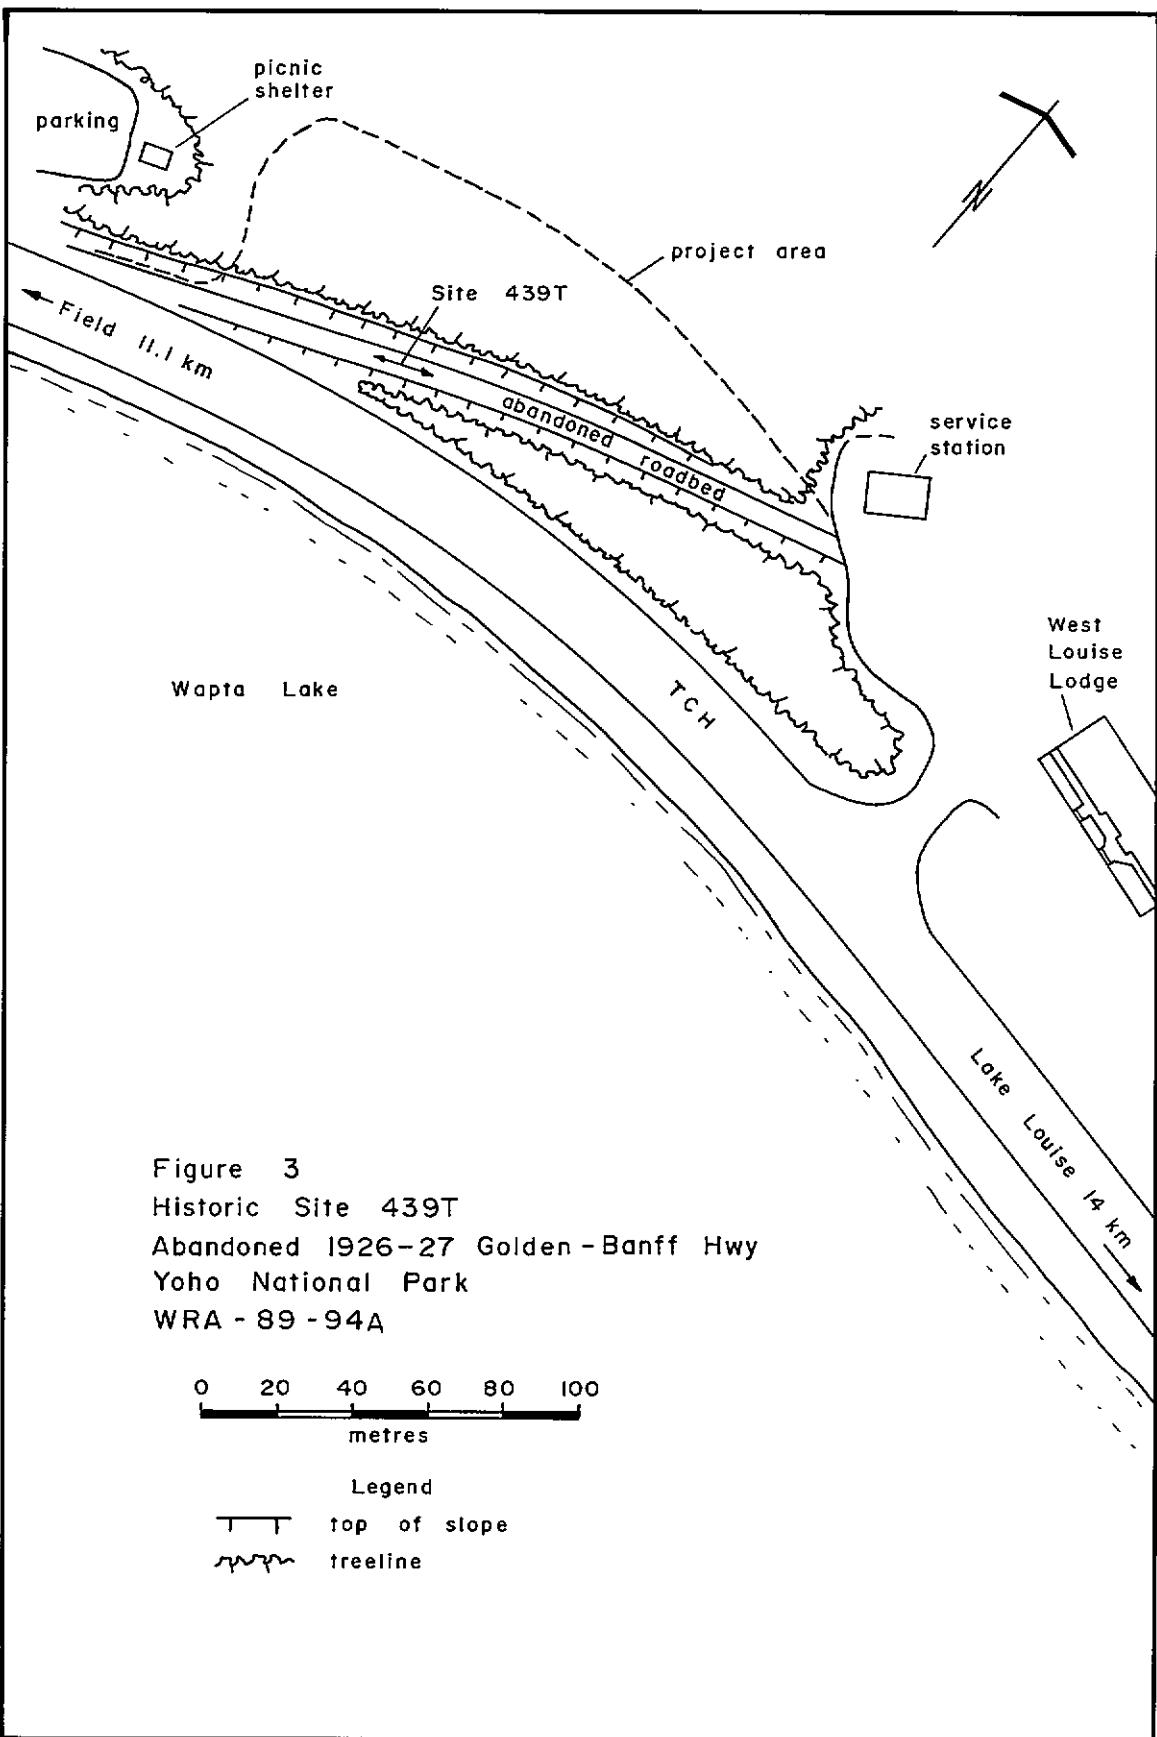 picnic
shelter
parking
N
project area
Site 439T
Field 11.1 km
abandoned roadbed
service
station
West
Louise
Lodge
Wapta Lake
TCH
Lake Louise 14 km
Figure 3
Historic Site 439T
Abandoned 1926-27 Golden-Banff Hwy
Yoho National Park
WRA-89-94A
0 20 40 60 80 100
metres
Legend
top of slope
treeline